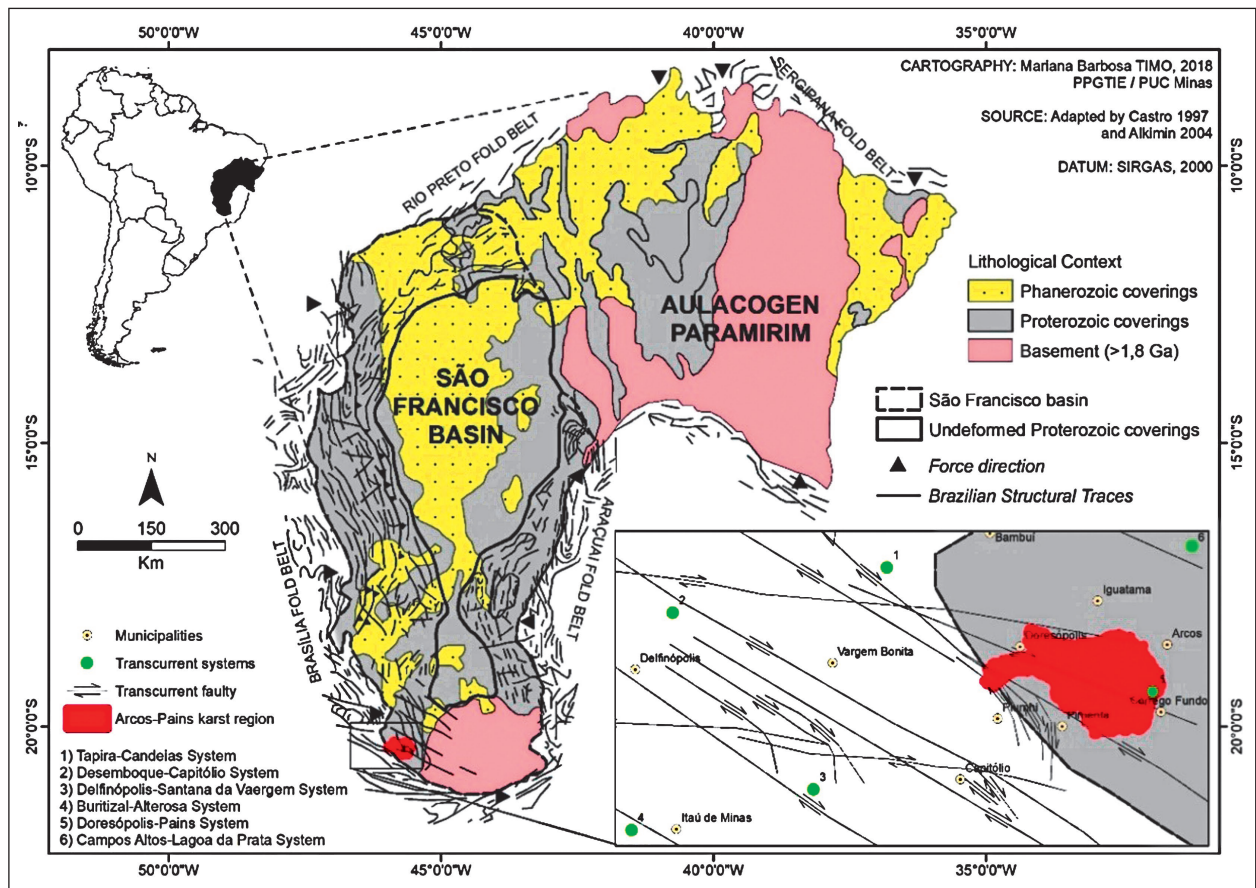 50°0'0"W
45°0'0"W
40°0'0"W
35°0'0"W
CARTOGRAPHY: Mariana Barbosa TIMO, 2018
PPGTIE / PUC Minas
SOURCE: Adapted by Castro 1997
and Alkimin 2004
DATUM: SIRGAS, 2000
10°0'0"S
10°0'0"S
15°0'0"S
15°0'0"S
20°0'0"S
20°0'0"S
RIO PRETO FOLD BELT
SERGIPANA FOLD BELT
AULACOGEN
PARAMIRIM
SÃO
FRANCISCO
BASIN
BRASÍLIA FOLD BELT
ARAÇUAI FOLD BELT
Lithological Context
Phanerozoic coverings
Proterozoic coverings
Basement (>1,8 Ga)
São Francisco basin
Undeformed Proterozoic coverings
Force direction
Brazilian Structural Traces
N
0 150 300
Km
Municipalities
Transcurrent systems
Transcurrent faulty
Arcos-Pains karst region
1) Tapira-Candeias System
2) Desemboque-Capitólio System
3) Delfinópolis-Santana da Vaergem System
4) Buritizal-Alterosa System
5) Doresópolis-Pains System
6) Campos Altos-Lagoa da Prata System
Bambuí
6
1
Iguatama
2
Doresópolis
Arcos
Vargem Bonita
Delfinópolis
5
Córrego Fundo
Piumhi
Pimenta
Capitólio
3
4
Itaú de Minas
50°0'0"W
45°0'0"W
40°0'0"W
35°0'0"W